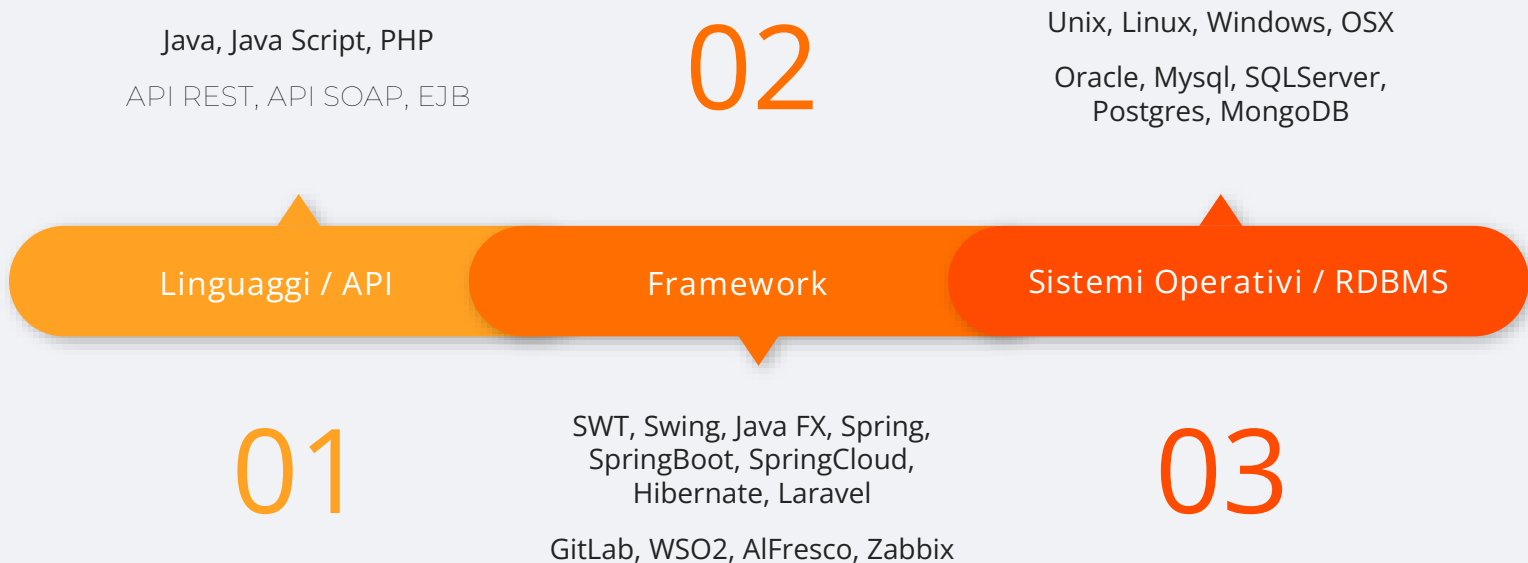 Java, Java Script, PHP
API REST, API SOAP, EJB
02
Unix, Linux, Windows, OSX
Oracle, Mysql, SQLServer,
Postgres, MongoDB
Linguaggi / API
Framework
Sistemi Operativi / RDBMS
01
SWT, Swing, Java FX, Spring,
SpringBoot, SpringCloud,
Hibernate, Laravel
GitLab, WSO2, AlFresco, Zabbix
03